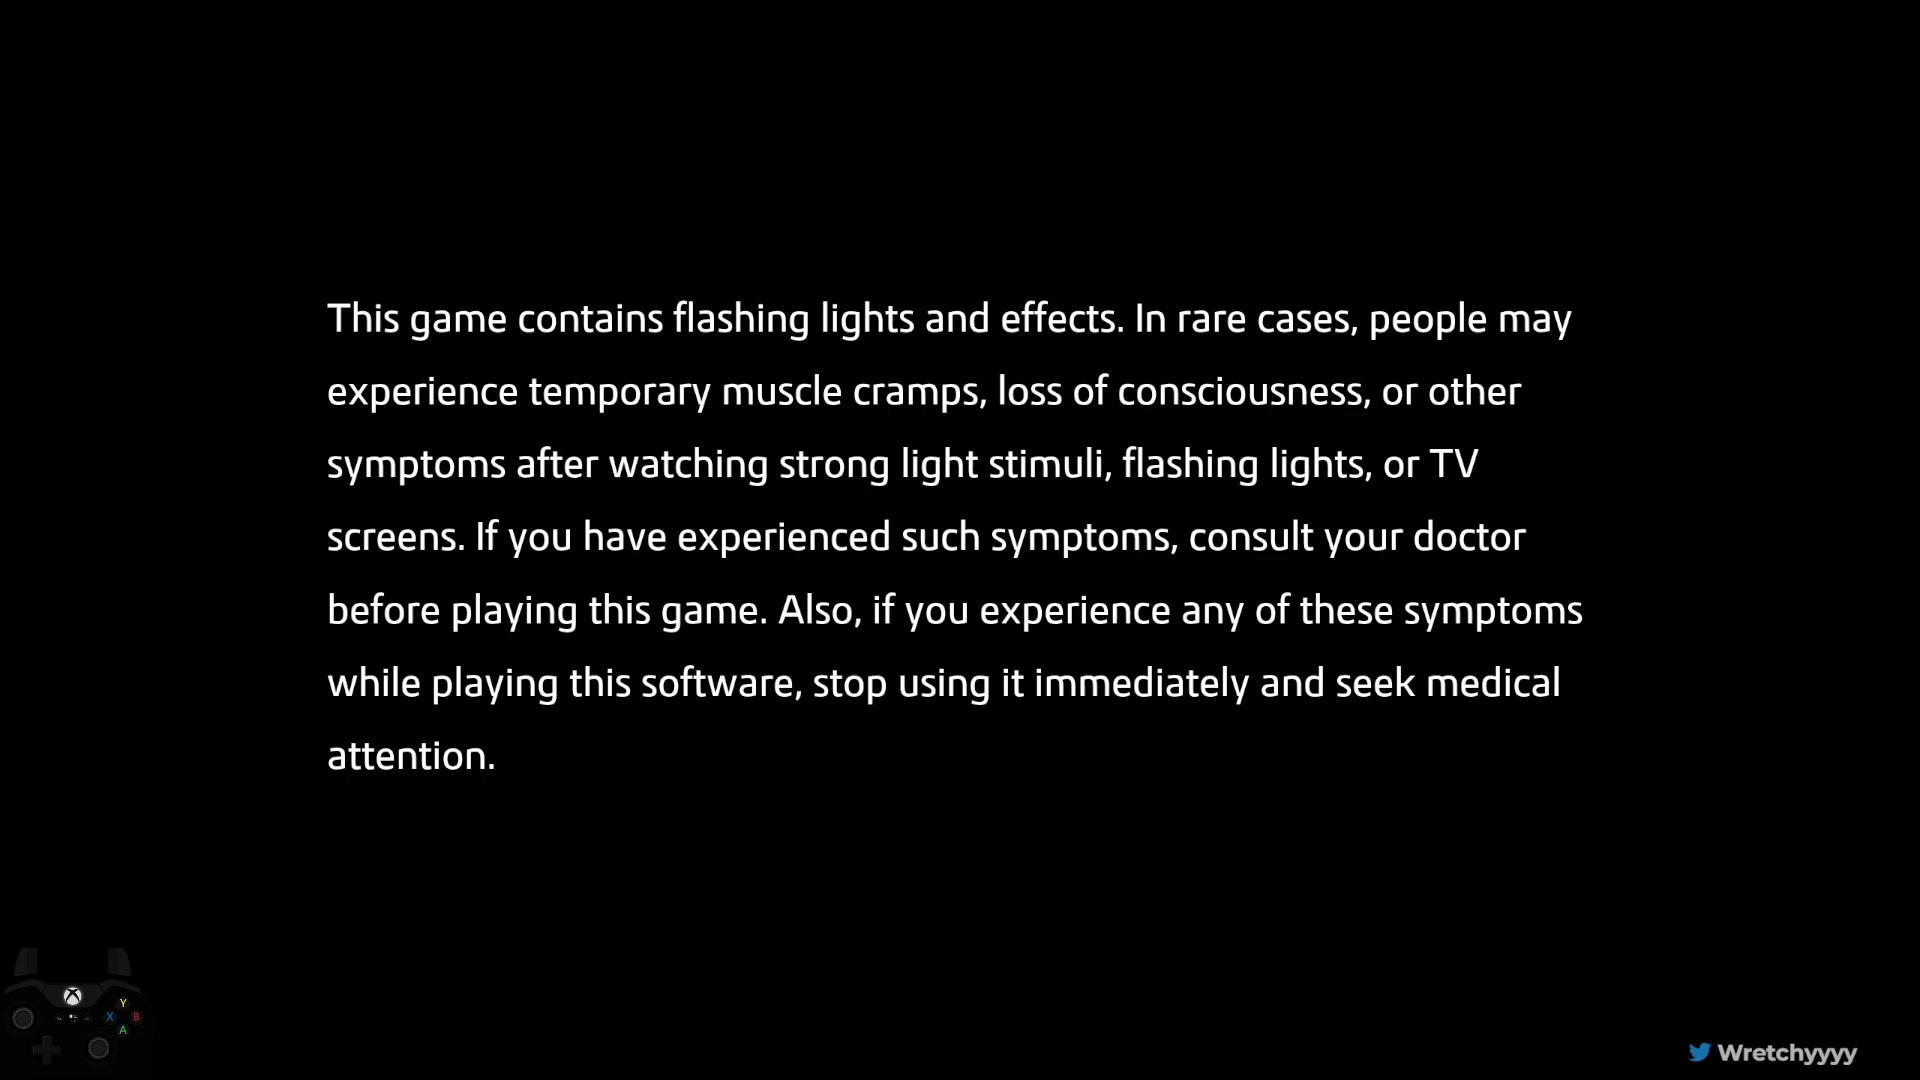 This game contains flashing lights and effects. In rare cases, people may
experience temporary muscle cramps, loss of consciousness, or other
symptoms after watching strong light stimuli, flashing lights, or TV
screens. If you have experienced such symptoms, consult your doctor
before playing this game. Also, if you experience any of these symptoms
while playing this software, stop using it immediately and seek medical
attention.
Y
X B
A
Wretchyyyy